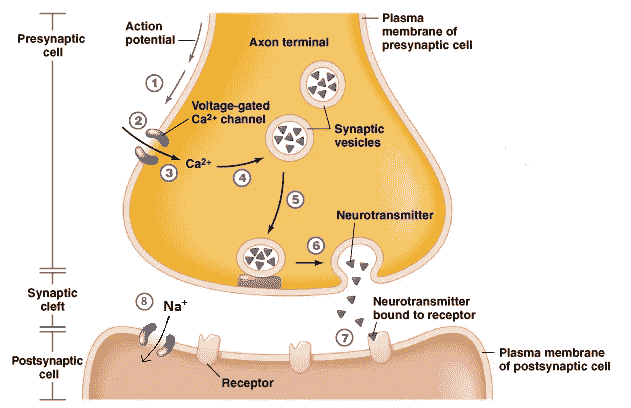 Presynaptic
cell
Action
potential
Axon terminal
Plasma
membrane of
presynaptic cell
1
2
Voltage-gated
Ca²⁺ channel
3
Ca²⁺
4
Synaptic
vesicles
5
6
Neurotransmitter
Synaptic
cleft
8
Na⁺
7
Neurotransmitter
bound to receptor
Postsynaptic
cell
Receptor
Plasma membrane
of postsynaptic cell